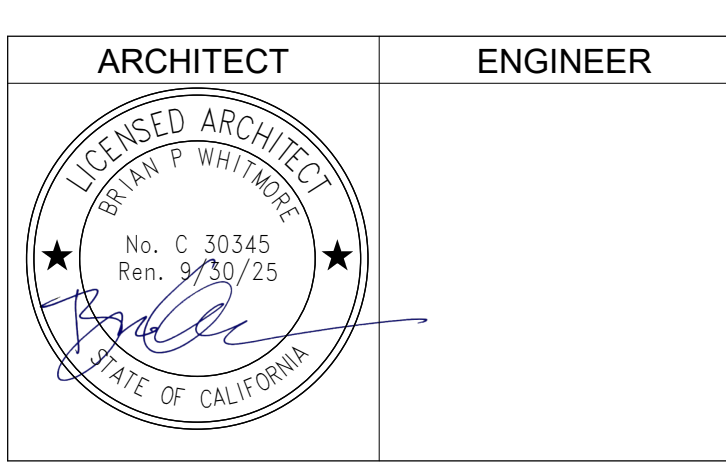 ARCHITECT
ENGINEER
LICENSED ARCHITECT
BRIAN P WHITMORE
No. C 30345
Ren. 9/30/25
STATE OF CALIFORNIA